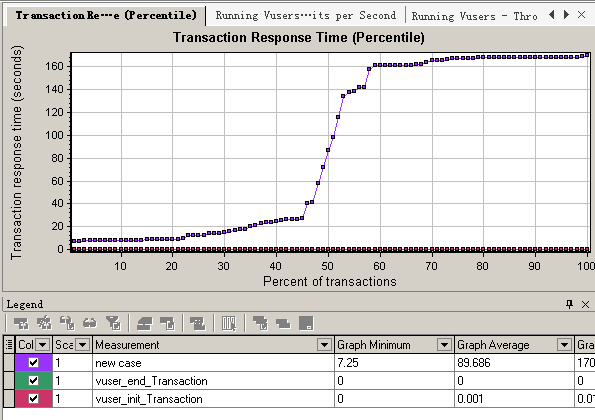 Transaction Re⋯e (Percentile) Running Vusers⋯its per Second Running Vusers - Thro
Transaction Response Time (Percentile)
Transaction response time (seconds)
160
140
120
100
80
60
40
20
0
10 20 30 40 50 60 70 80 90 100
Percent of transactions
Legend
Col Sca Measurement Graph Minimum Graph Average Gra
1 new case 7.25 89.686 170
1 vuser_end_Transaction 0 0 0
1 vuser_init_Transaction 0 0.001 0.0